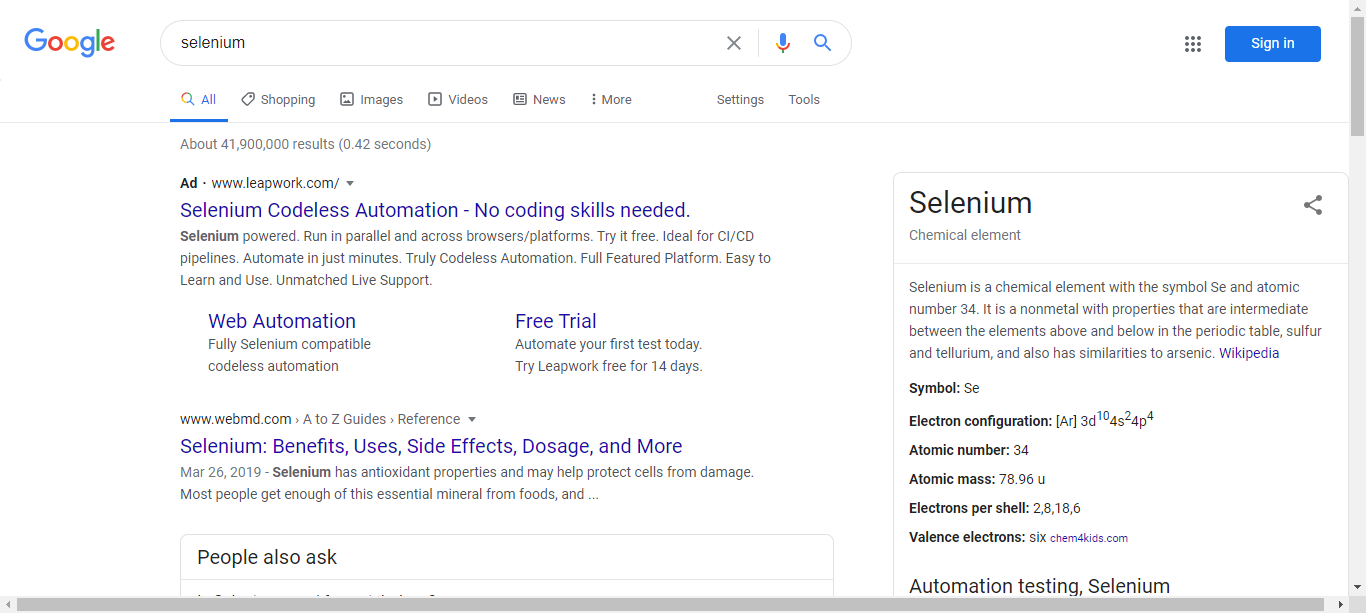 Google
selenium
Sign in
All Shopping Images Videos News More Settings Tools
About 41,900,000 results (0.42 seconds)
Ad · www.leapwork.com/
Selenium Codeless Automation - No coding skills needed.
Selenium powered. Run in parallel and across browsers/platforms. Try it free. Ideal for CI/CD
pipelines. Automate in just minutes. Truly Codeless Automation. Full Featured Platform. Easy to
Learn and Use. Unmatched Live Support.
Web Automation
Fully Selenium compatible
codeless automation
Free Trial
Automate your first test today.
Try Leapwork free for 14 days.
www.webmd.com › A to Z Guides › Reference
Selenium: Benefits, Uses, Side Effects, Dosage, and More
Mar 26, 2019 - Selenium has antioxidant properties and may help protect cells from damage.
Most people get enough of this essential mineral from foods, and ...
People also ask
Selenium
Chemical element
Selenium is a chemical element with the symbol Se and atomic
number 34. It is a nonmetal with properties that are intermediate
between the elements above and below in the periodic table, sulfur
and tellurium, and also has similarities to arsenic. Wikipedia
Symbol: Se
Electron configuration: [Ar] 3d¹⁰4s²4p⁴
Atomic number: 34
Atomic mass: 78.96 u
Electrons per shell: 2,8,18,6
Valence electrons: six chem4kids.com
Automation testing, Selenium